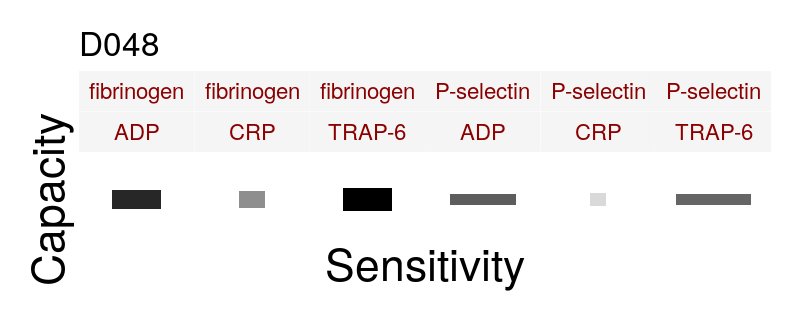 D048
fibrinogen fibrinogen fibrinogen P-selectin P-selectin P-selectin
ADP CRP TRAP-6 ADP CRP TRAP-6
Capacity
Sensitivity